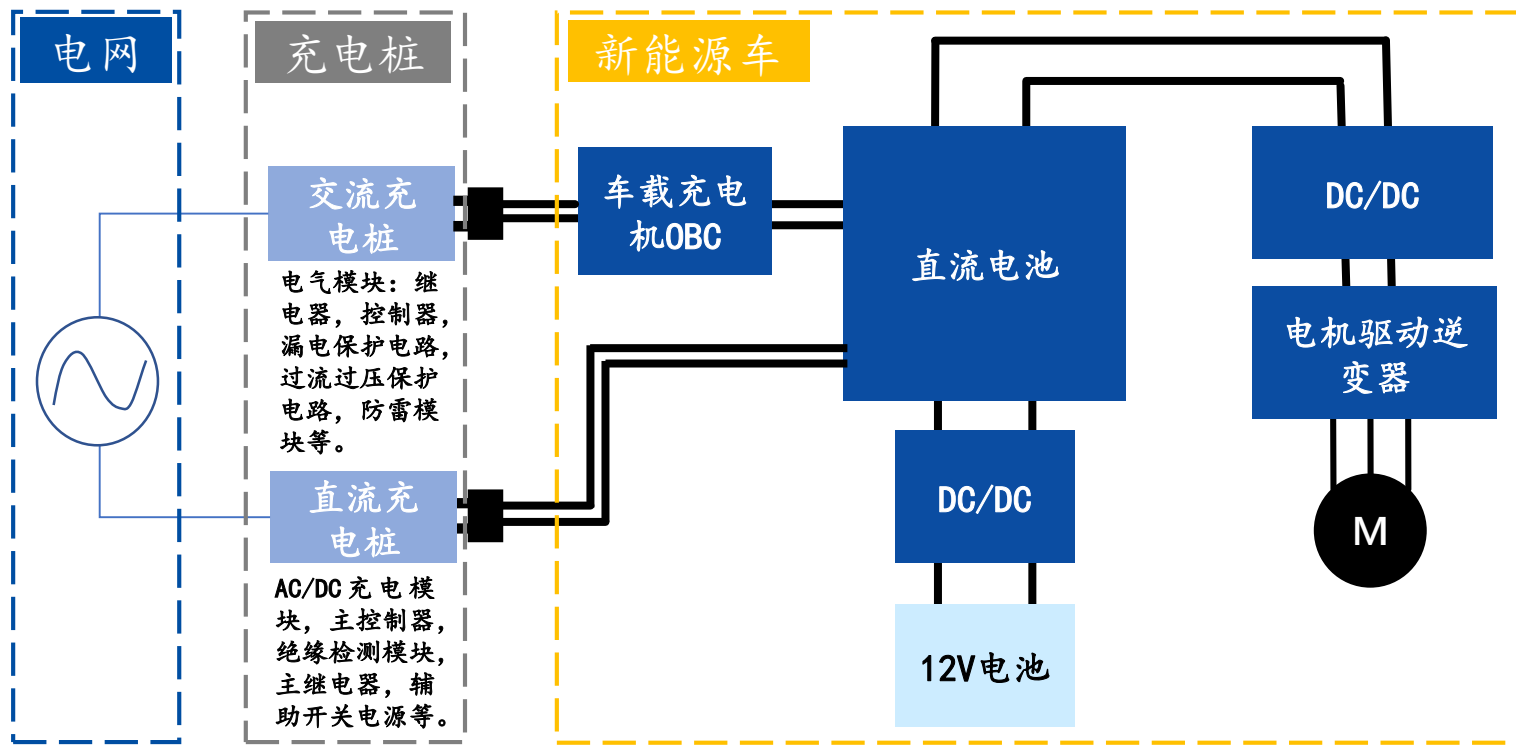 电网
充电桩
新能源车
交流充
电桩
电气模块：继
电器，控制器，
漏电保护电路，
过流过压保护
电路，防雷模
块等。
直流充
电桩
AC/DC充电模
块，主控制器，
绝缘检测模块，
主继电器，辅
助开关电源等。
车载充电
机OBC
直流电池
DC/DC
12V电池
DC/DC
电机驱动逆
变器
M